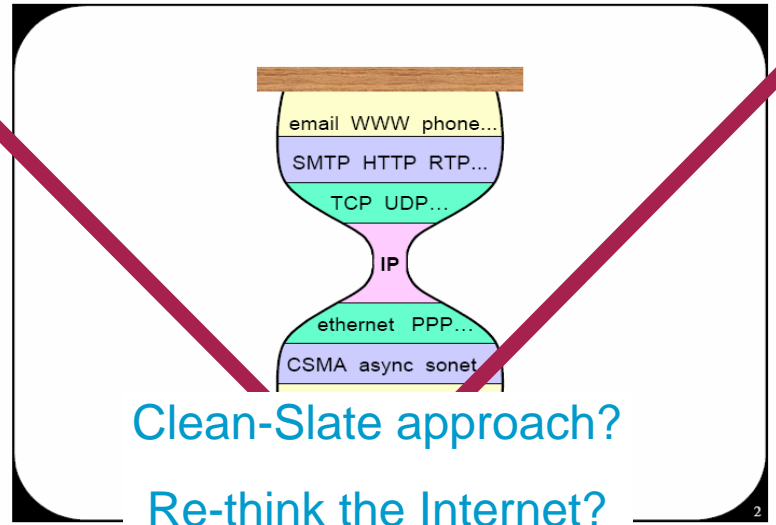 email WWW phone...
SMTP HTTP RTP...
TCP UDP...
IP
ethernet PPP...
CSMA async sonet
Clean-Slate approach?
Re-think the Internet?
2